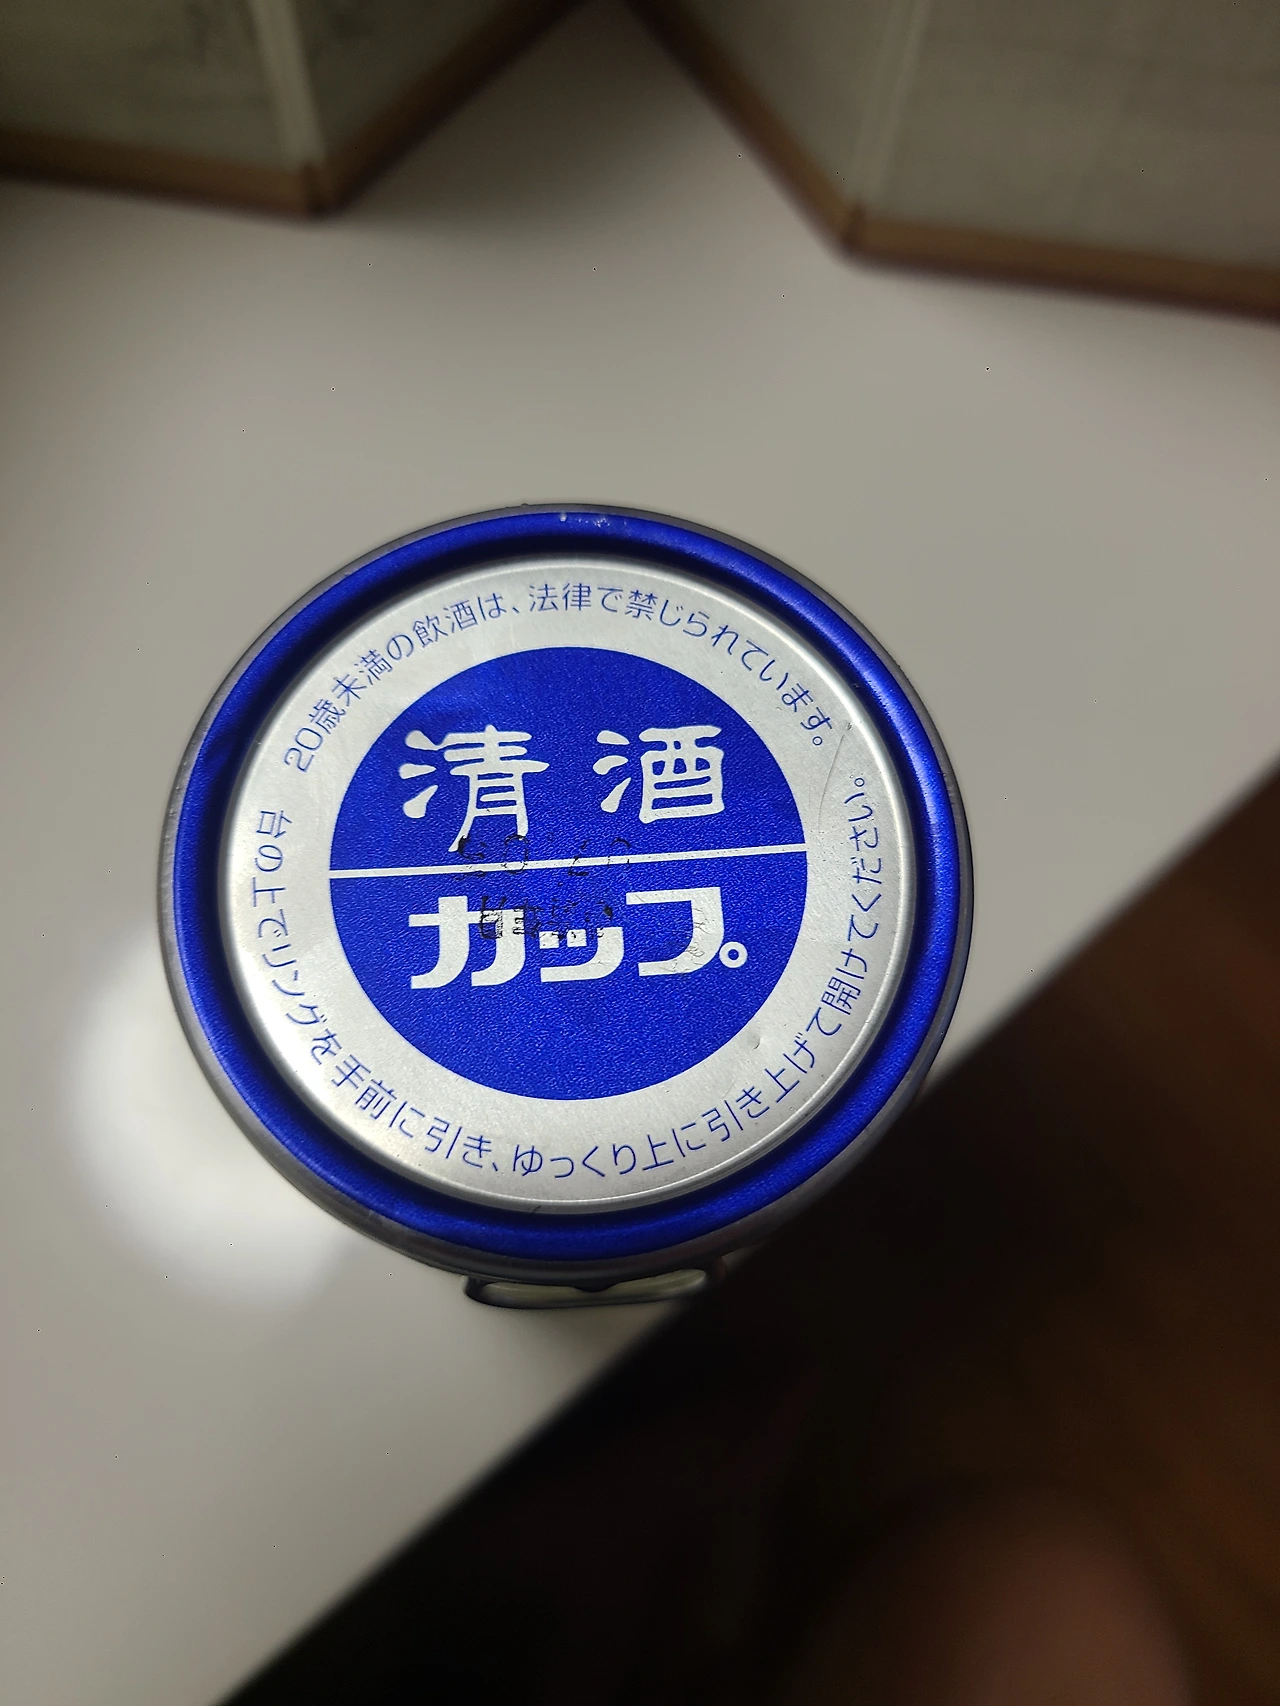 20歳未満の飲酒は、法律で禁じられています。
清酒
カップ
台の上でリングを手前に引き、ゆっくり上に引き上げて開けてください。